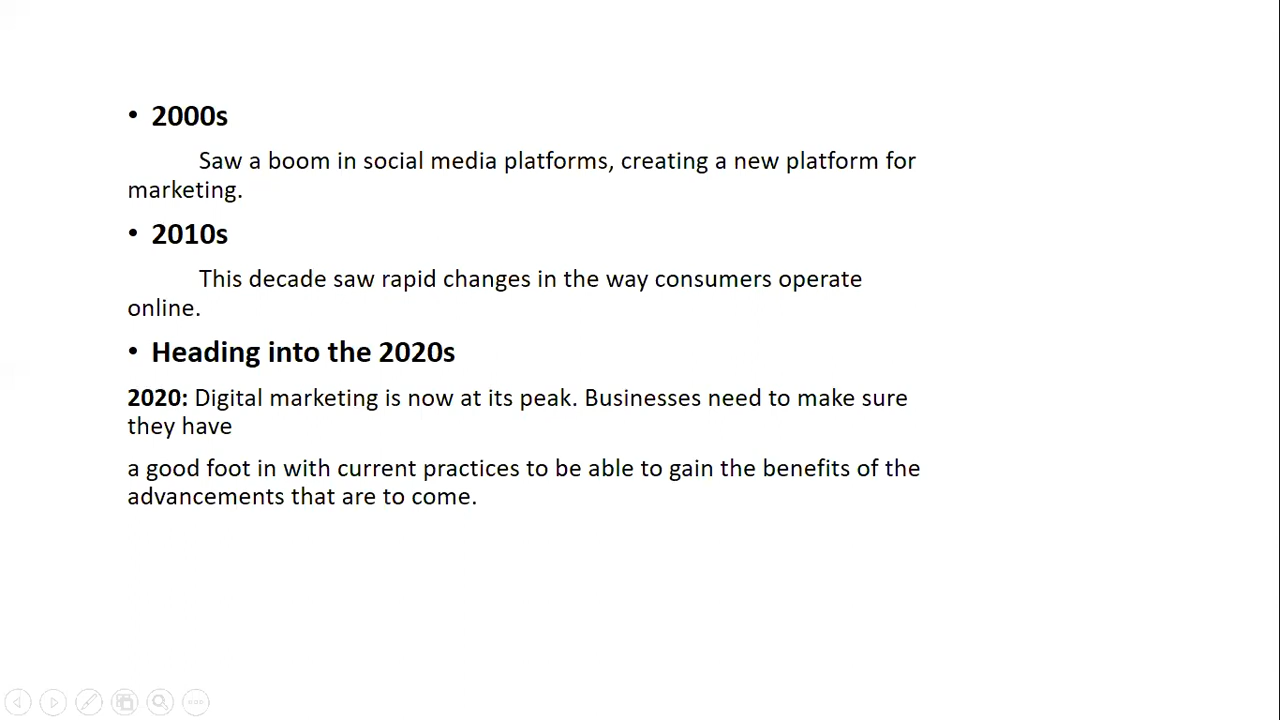 • 2000s
Saw a boom in social media platforms, creating a new platform for
marketing.
• 2010s
This decade saw rapid changes in the way consumers operate
online.
• Heading into the 2020s
2020: Digital marketing is now at its peak. Businesses need to make sure
they have
a good foot in with current practices to be able to gain the benefits of the
advancements that are to come.